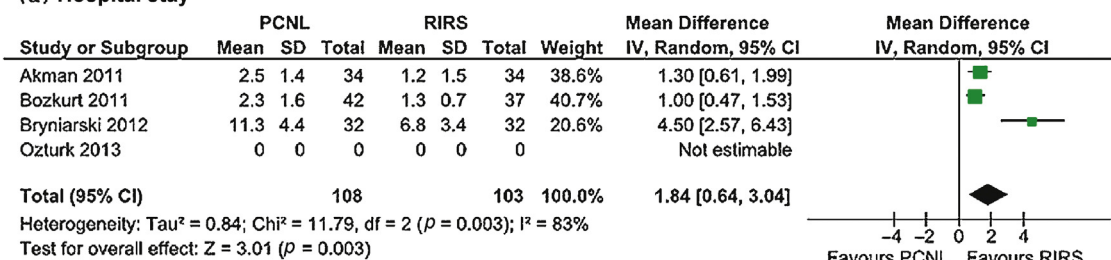 (a) Hospital stay
PCNL RIRS Mean Difference Mean Difference
Study or Subgroup Mean SD Total Mean SD Total Weight IV, Random, 95% CI IV, Random, 95% CI
Akman 2011 2.5 1.4 34 1.2 1.5 34 38.6% 1.30 [0.61, 1.99]
Bozkurt 2011 2.3 1.6 42 1.3 0.7 37 40.7% 1.00 [0.47, 1.53]
Bryniarski 2012 11.3 4.4 32 6.8 3.4 32 20.6% 4.50 [2.57, 6.43]
Ozturk 2013 0 0 0 0 0 0 Not estimable
Total (95% CI) 108 103 100.0% 1.84 [0.64, 3.04]
Heterogeneity: Tau² = 0.84; Chi² = 11.79, df = 2 (p = 0.003); I² = 83%
Test for overall effect: Z = 3.01 (p = 0.003)
−4 −2 0 2 4
Favours PCNL Favours RIRS